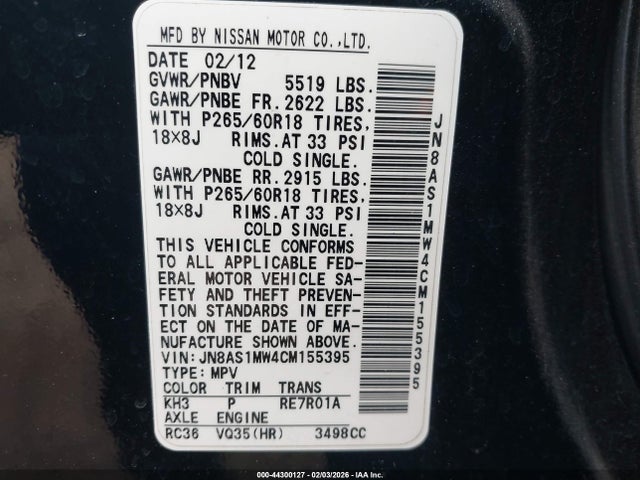 MFD BY NISSAN MOTOR CO.,LTD.
DATE 02/12
GVWR/PNBV 5519 LBS.
GAWR/PNBE FR. 2622 LBS.
WITH P265/60R18 TIRES,
18×8J RIMS.AT 33 PSI
COLD SINGLE.
GAWR/PNBE RR. 2915 LBS.
WITH P265/60R18 TIRES,
18×8J RIMS.AT 33 PSI
COLD SINGLE.
THIS VEHICLE CONFORMS
TO ALL APPLICABLE FED-
ERAL MOTOR VEHICLE SA-
FETY AND THEFT PREVEN-
TION STANDARDS IN EFF-
ECT ON THE DATE OF MA-
NUFACTURE SHOWN ABOVE.
VIN: JN8AS1MW4CM155395
TYPE: MPV
COLOR TRIM TRANS
KH3 P RE7R01A
AXLE ENGINE
RC36 VQ35(HR) 3498CC
JN8AS1MW4CM155395
000-44300127 - 02/03/2026 - IAA Inc.